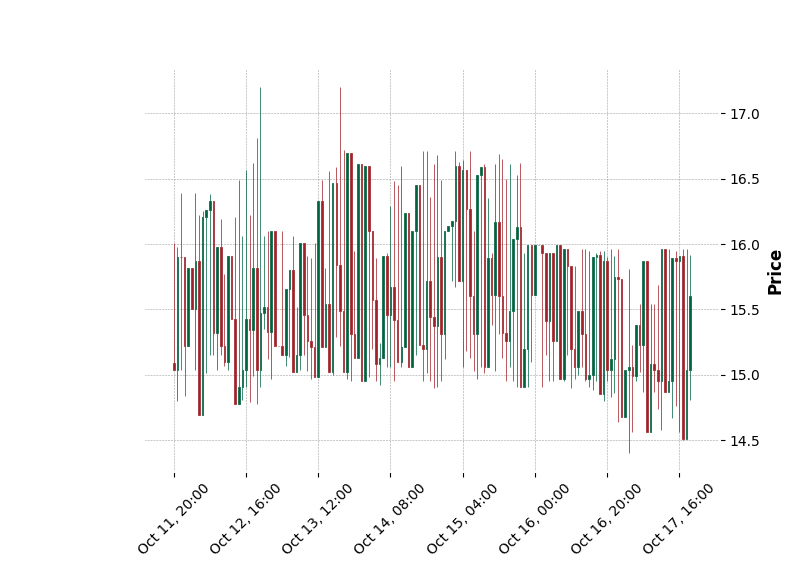 17.0
16.5
16.0
15.5
15.0
14.5
Price
Oct 11, 20:00
Oct 12, 16:00
Oct 13, 12:00
Oct 14, 08:00
Oct 15, 04:00
Oct 16, 00:00
Oct 16, 20:00
Oct 17, 16:00